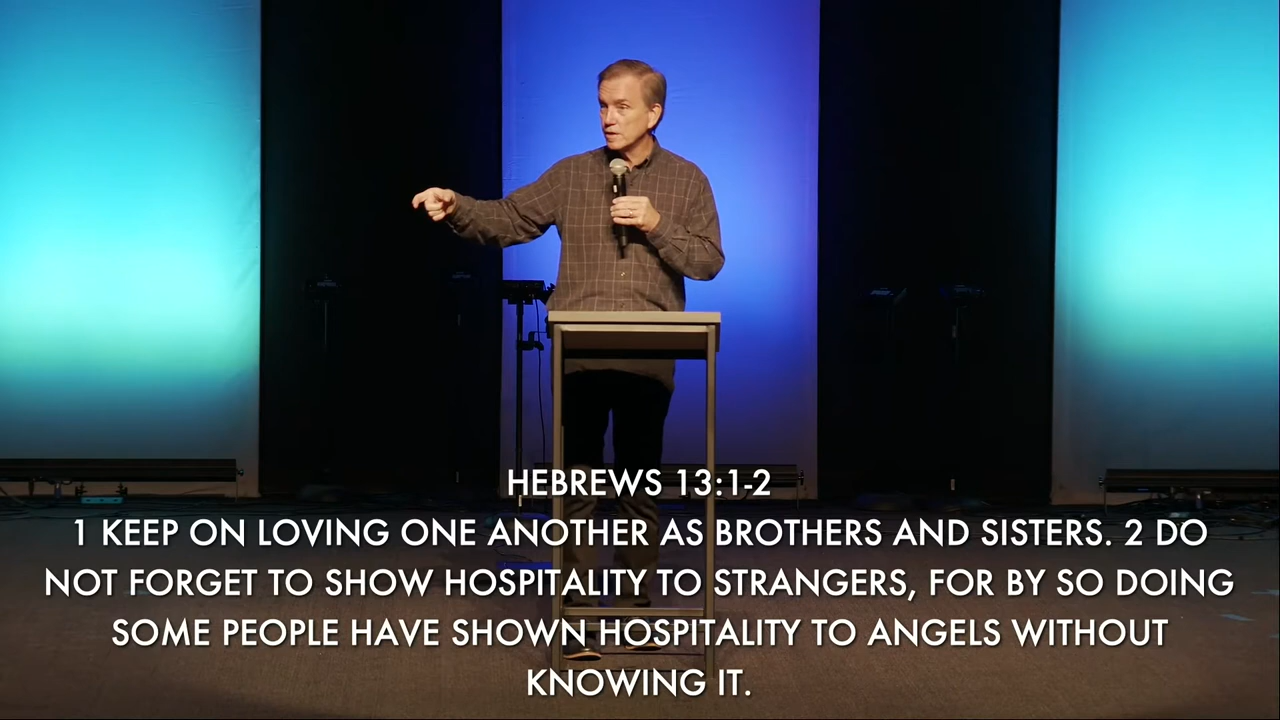 HEBREWS 13:1-2
1 KEEP ON LOVING ONE ANOTHER AS BROTHERS AND SISTERS. 2 DO
NOT FORGET TO SHOW HOSPITALITY TO STRANGERS, FOR BY SO DOING
SOME PEOPLE HAVE SHOWN HOSPITALITY TO ANGELS WITHOUT
KNOWING IT.